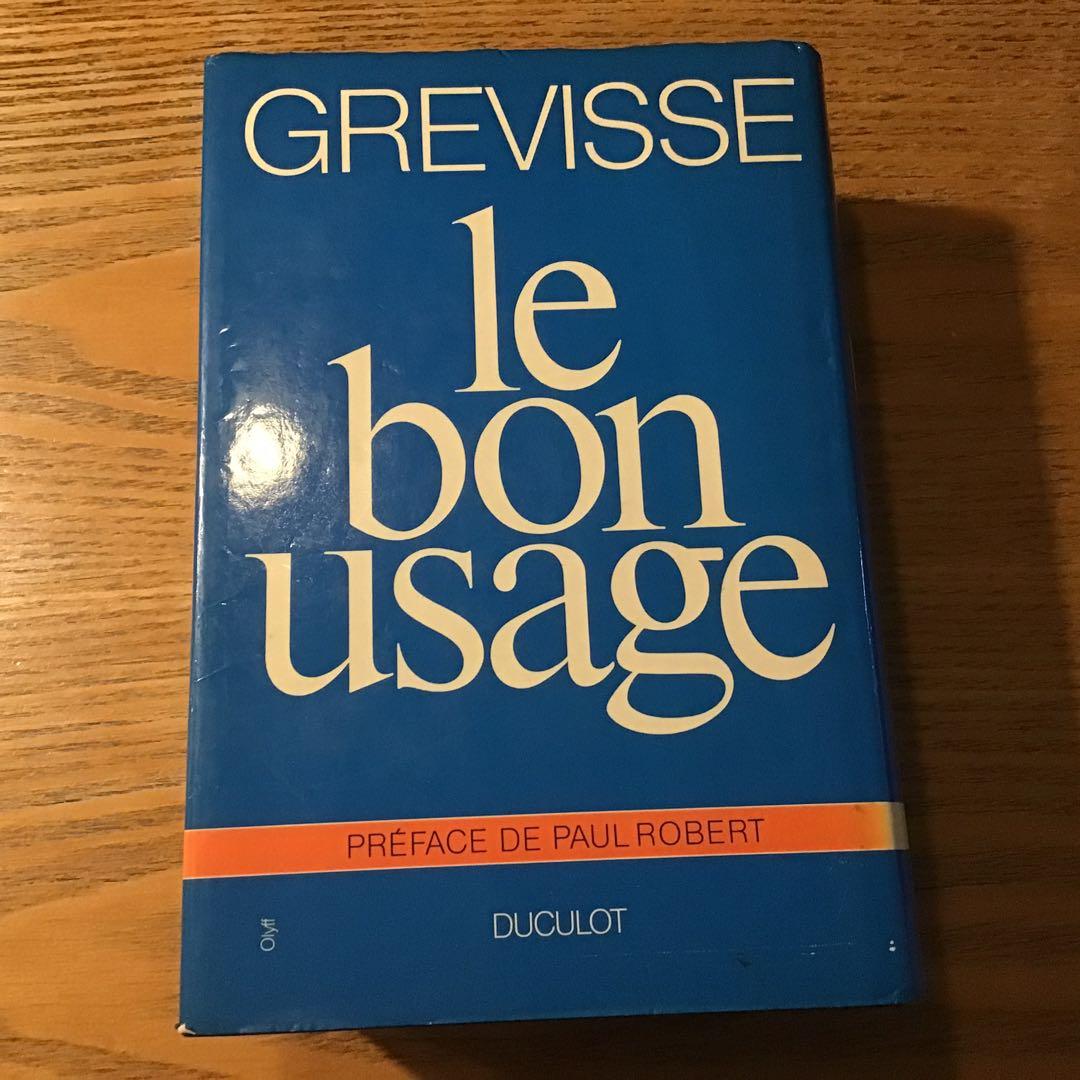 GREVISSE
le
bon
usage
PRÉFACE DE PAUL ROBERT
DUCULOT
Olyff